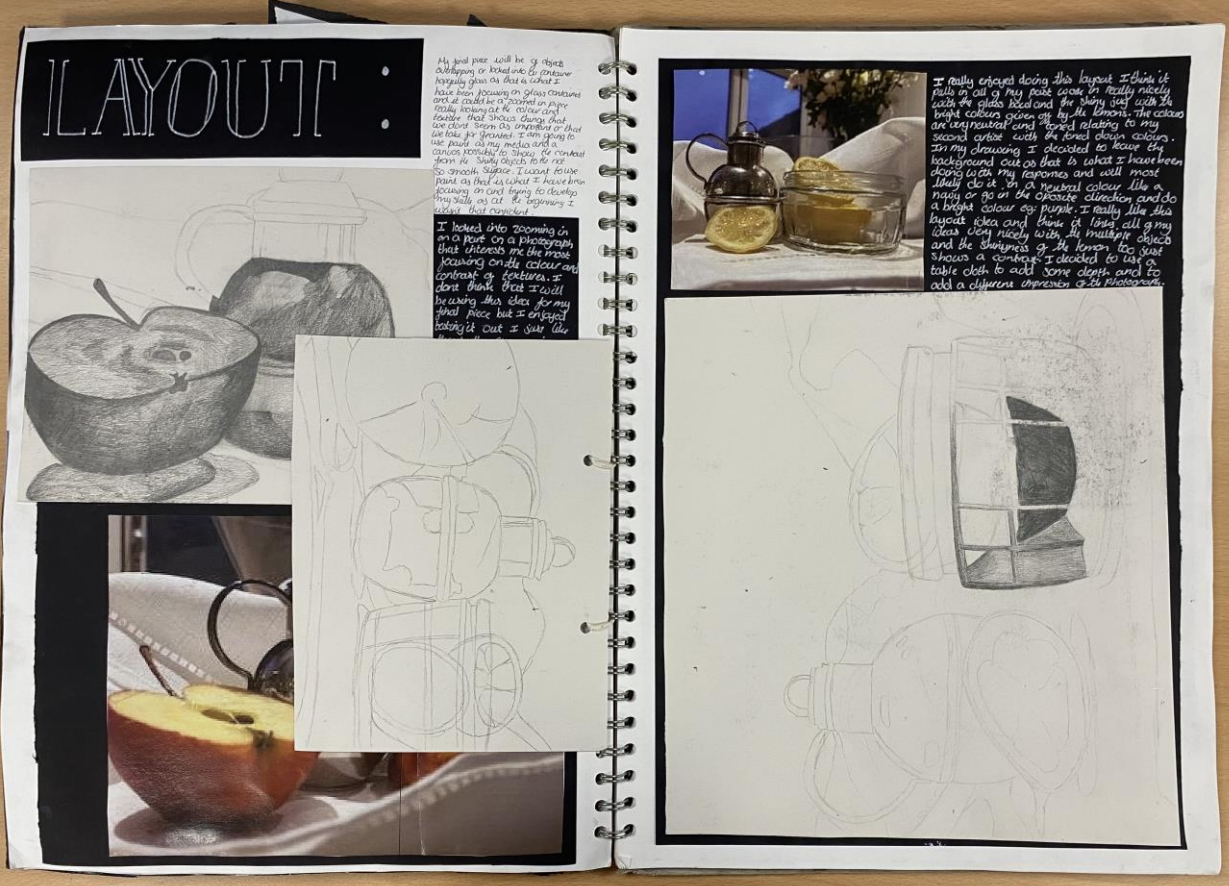 LAYOUT :
My final piece will be of objects
overlapping or locked into a container
hopefully glass as that is what I
have been focusing on glass containers
and it could be a zoomed in piece
really looking at the colour and
texture that shows things that
we dont seem as important or that
we take for granted. I am going to
use paint as my media and a
canvas possibly to show the contrast
from the shiny objects to the not
so smooth surface. I want to use
paint as that is what I have been
focusing on and trying to develop
my skills as at the beginning I
wasn't that confident.
I looked into zooming in
on a part on a photograph
that interests me the most
focusing on the colour and
contrast of textures. I
dont think that I will
be using this idea for my
final piece but I enjoyed
testing it out I just like
I really enjoyed doing this layout I think it
pulls in all of my past work in really nicely
with the glass bowl and the shiny jug with the
bright colours given off by the lemons. The colours
are very neutral and toned relating to my
second artist with the toned down colours.
In my drawing I decided to leave the
background out as that is what I have been
doing with my responses and will most
likely do it in a neutral colour like a
navy or go in the oposite direction and do
a bright colour eg: purple. I really like this
layout idea and think it links all of my
ideas very nicely with the multiple objects
and the shinyness of the lemon too just
shows a contrast. I decided to use a
table cloth to add some depth and to
add a different impression of the photograph.